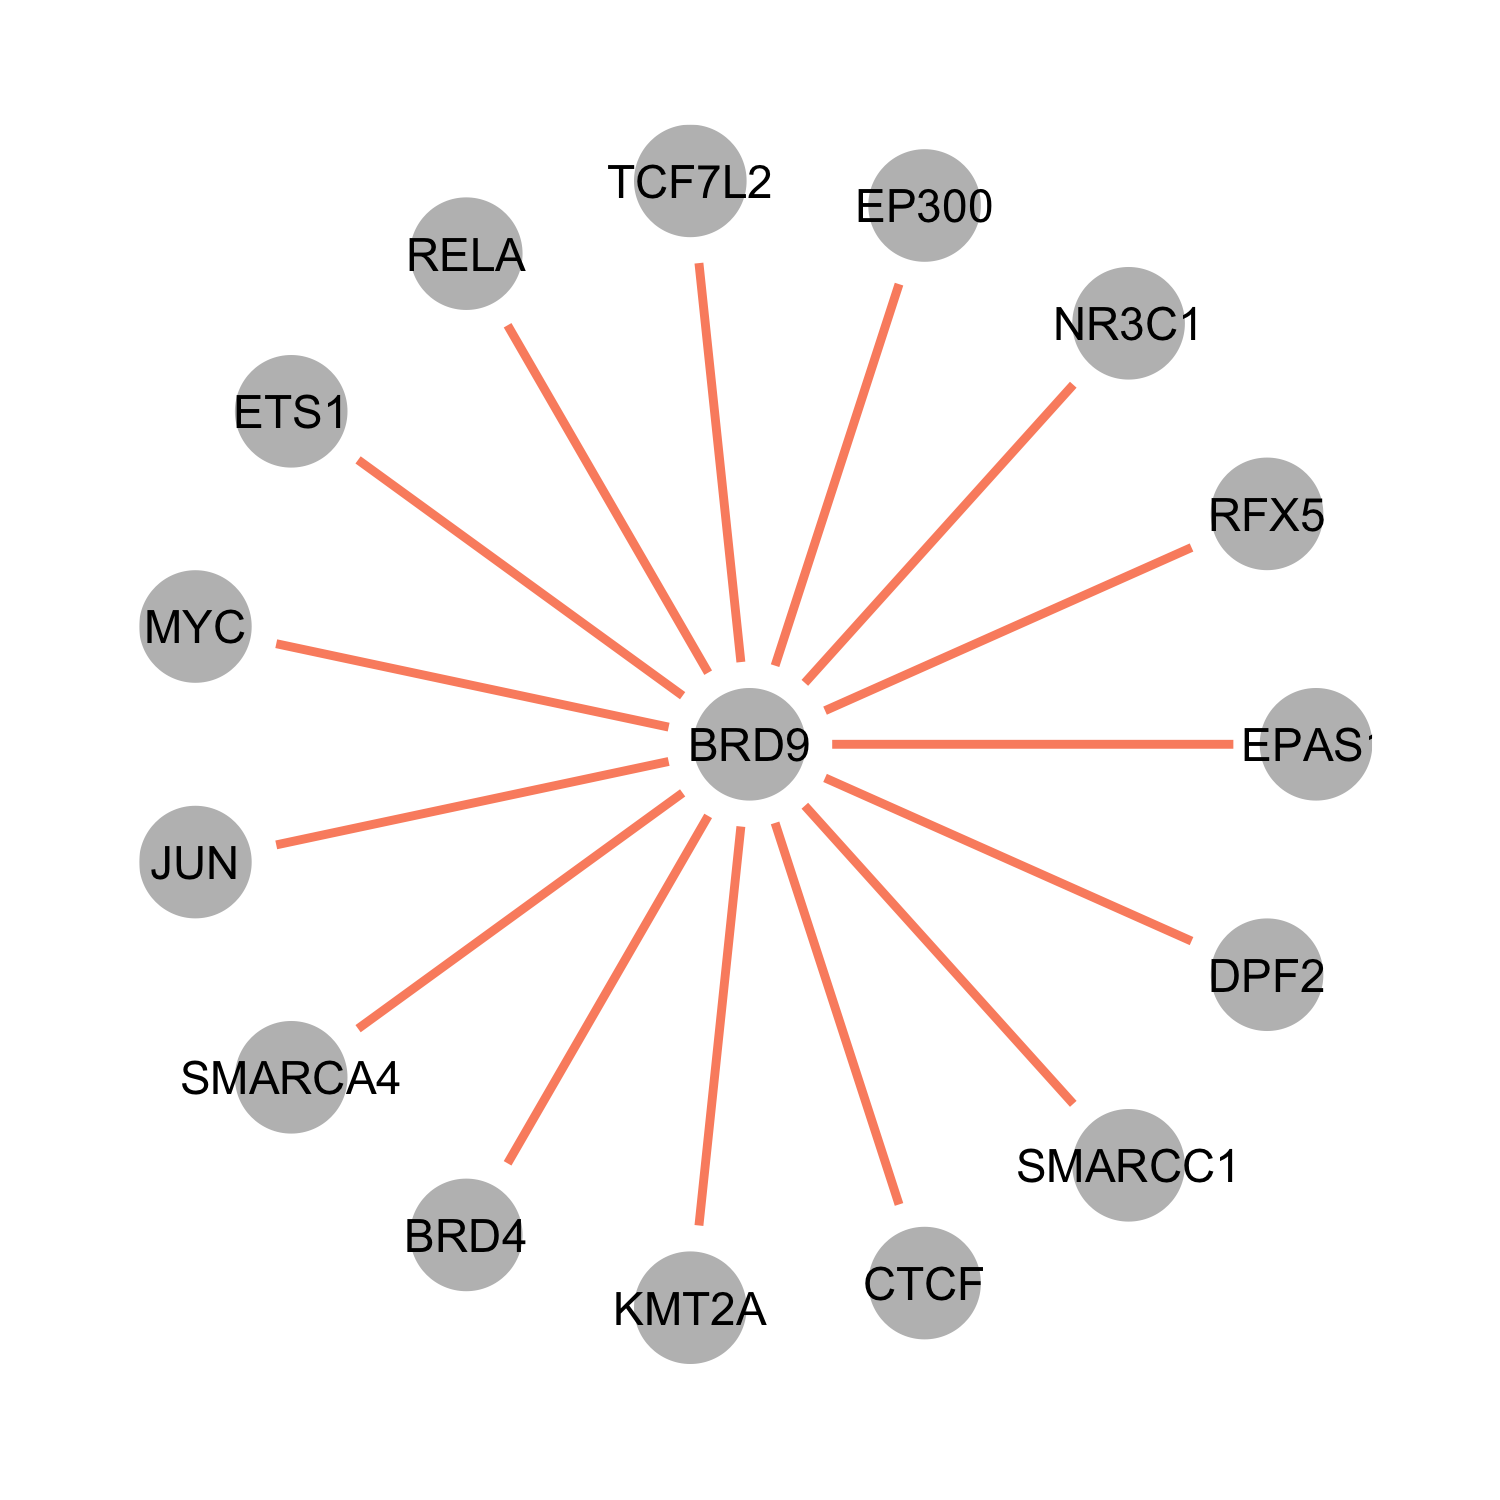 TCF7L2
EP300
RELA
NR3C1
ETS1
RFX5
MYC
BRD9
EPAS1
JUN
DPF2
SMARCA4
SMARCC1
BRD4
CTCF
KMT2A